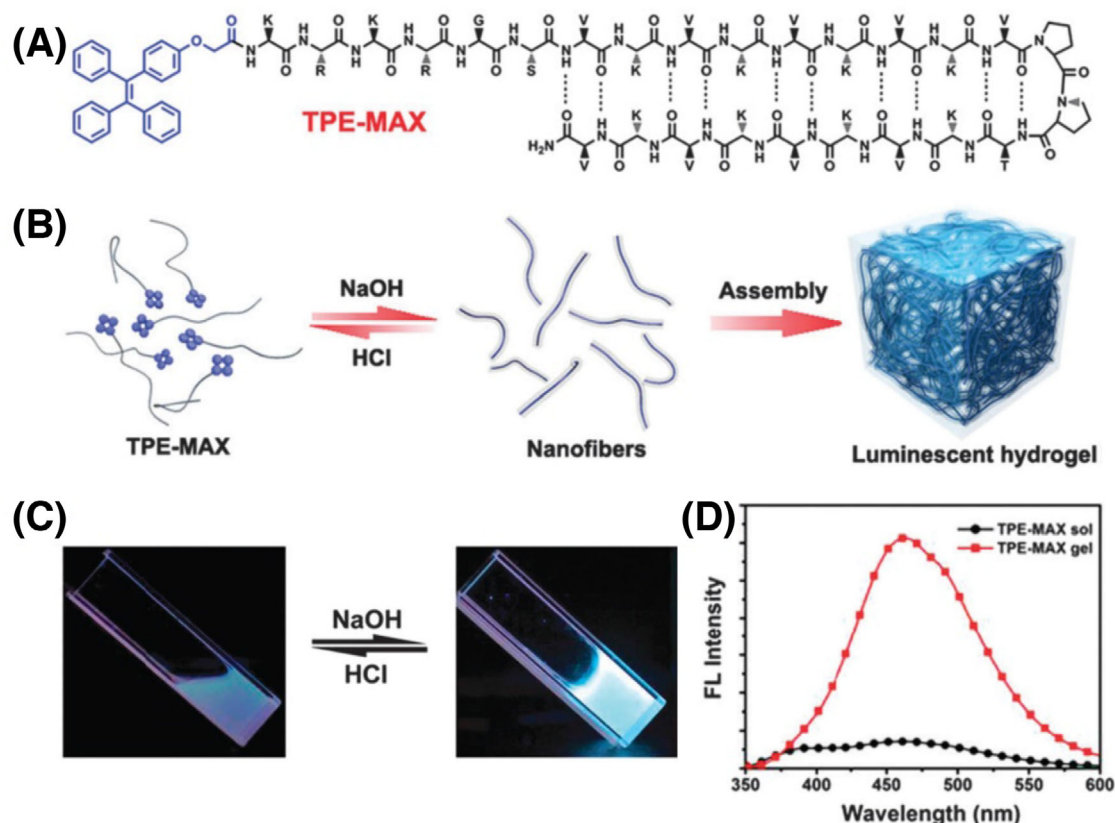 (A)
O O K H N O K H N O G H N O V H N O V H N O V H N O V H N O V N
N H O R N H O R N H O S N H O K N H O K N H O K N H O K N H O O
TPE-MAX
N
O H N K O H N K O H N K O H N K O H N
H₂N V O N H V O N H V O N H V O N H T O
(B)
NaOH
HCl
Assembly
TPE-MAX
Nanofibers
Luminescent hydrogel
(C)
NaOH
HCl
(D)
TPE-MAX sol
TPE-MAX gel
FL Intensity
350 400 450 500 550 600
Wavelength (nm)